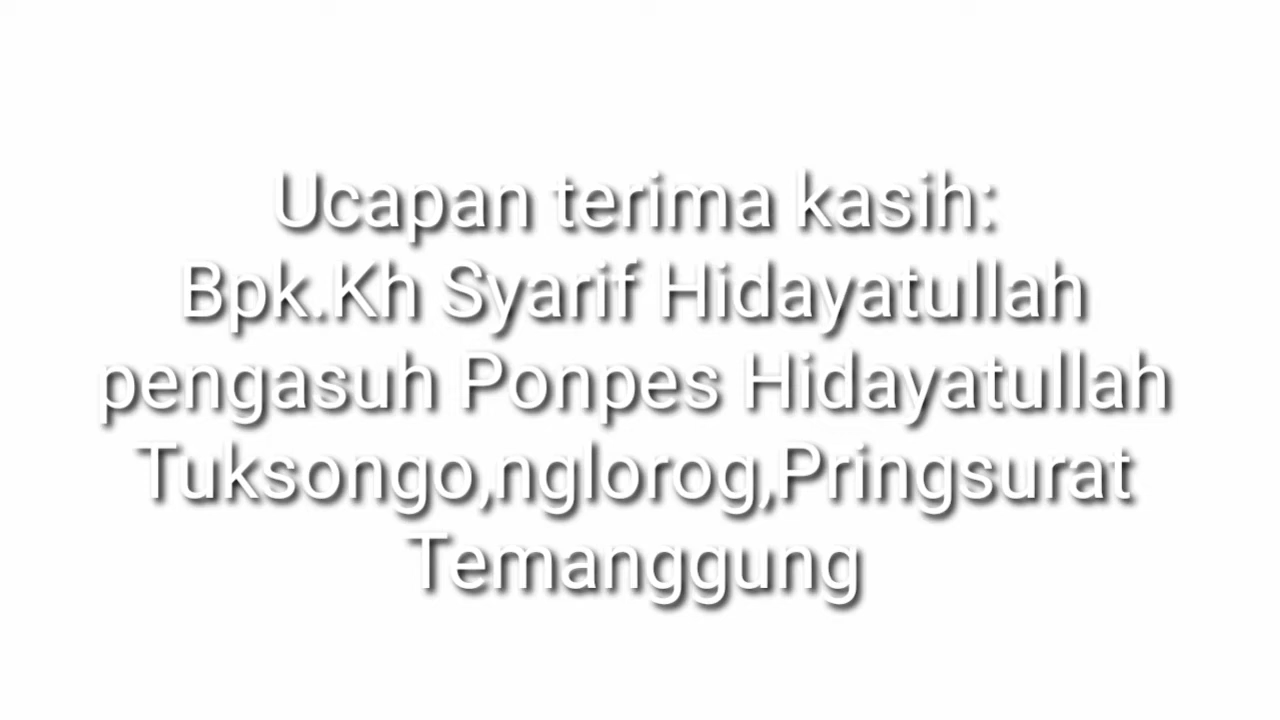 Ucapan terima kasih:
Bpk.Kh Syarif Hidayatullah
pengasuh Ponpes Hidayatullah
Tuksongo,nglorog,Pringsurat
Temanggung